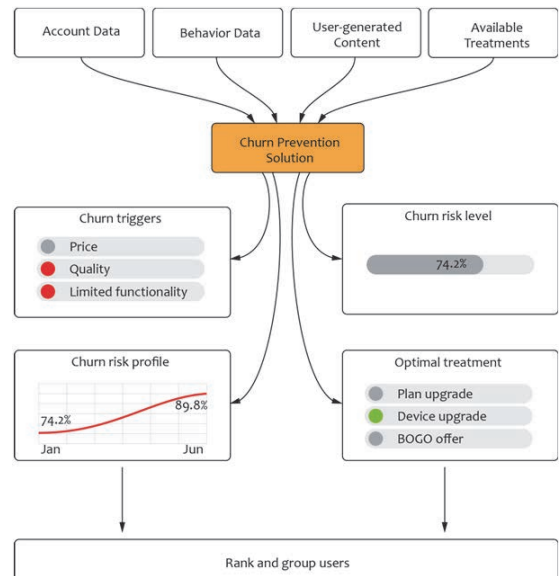 Account Data
Behavior Data
User-generated
Content
Available
Treatments
Churn Prevention
Solution
Churn triggers
Price
Quality
Limited functionality
Churn risk level
74.2%
Churn risk profile
74.2%
89.8%
Jan
Jun
Optimal treatment
Plan upgrade
Device upgrade
BOGO offer
Rank and group users